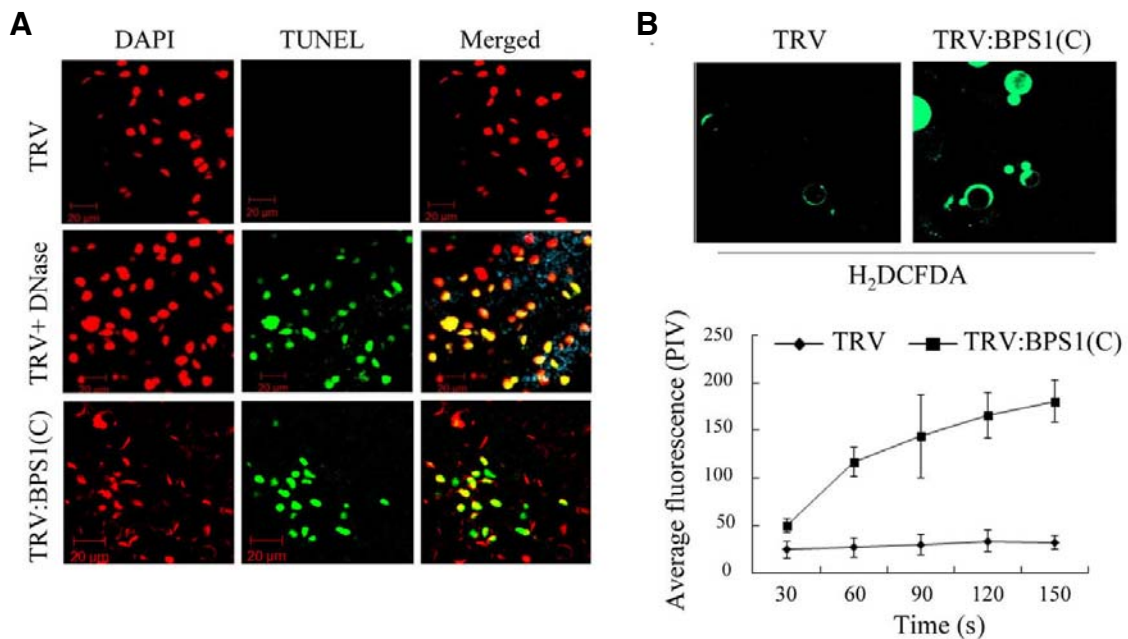 A
DAPI TUNEL Merged
TRV
20 μm 20 μm 20 μm
TRV+ DNase
20 μm
TRV:BPS1(C)
20 μm 20 μm 20 μm
B
TRV TRV:BPS1(C)
H₂DCFDA
TRV TRV:BPS1(C)
Average fluorescence (PIV)
250
200
150
100
50
0
30 60 90 120 150
Time (s)